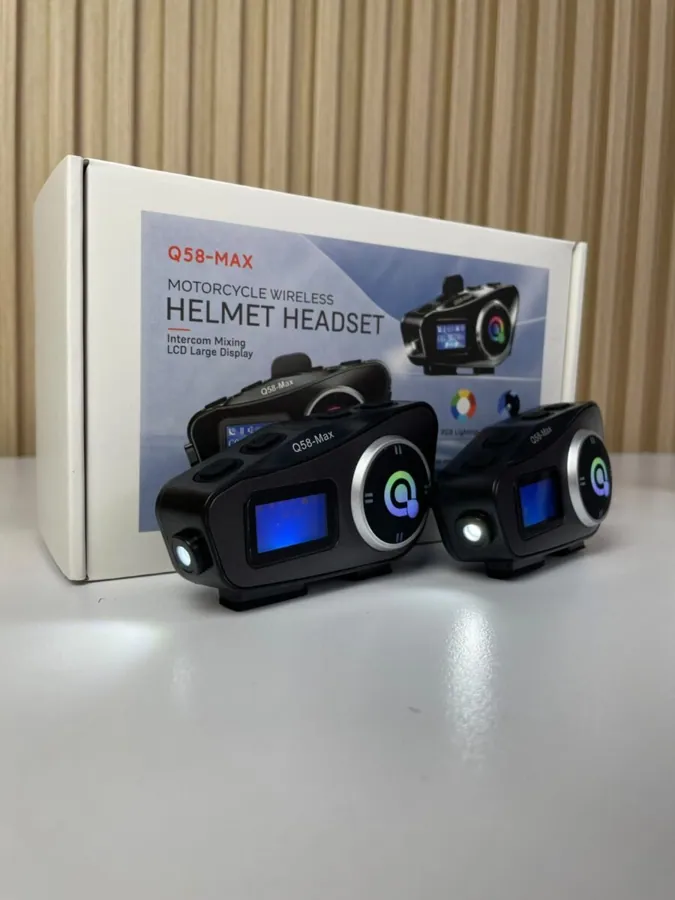 Q58-MAX
MOTORCYCLE WIRELESS
HELMET HEADSET
Intercom Mixing
LCD Large Display
Q58-Max
Q58-Max
Q58-Max